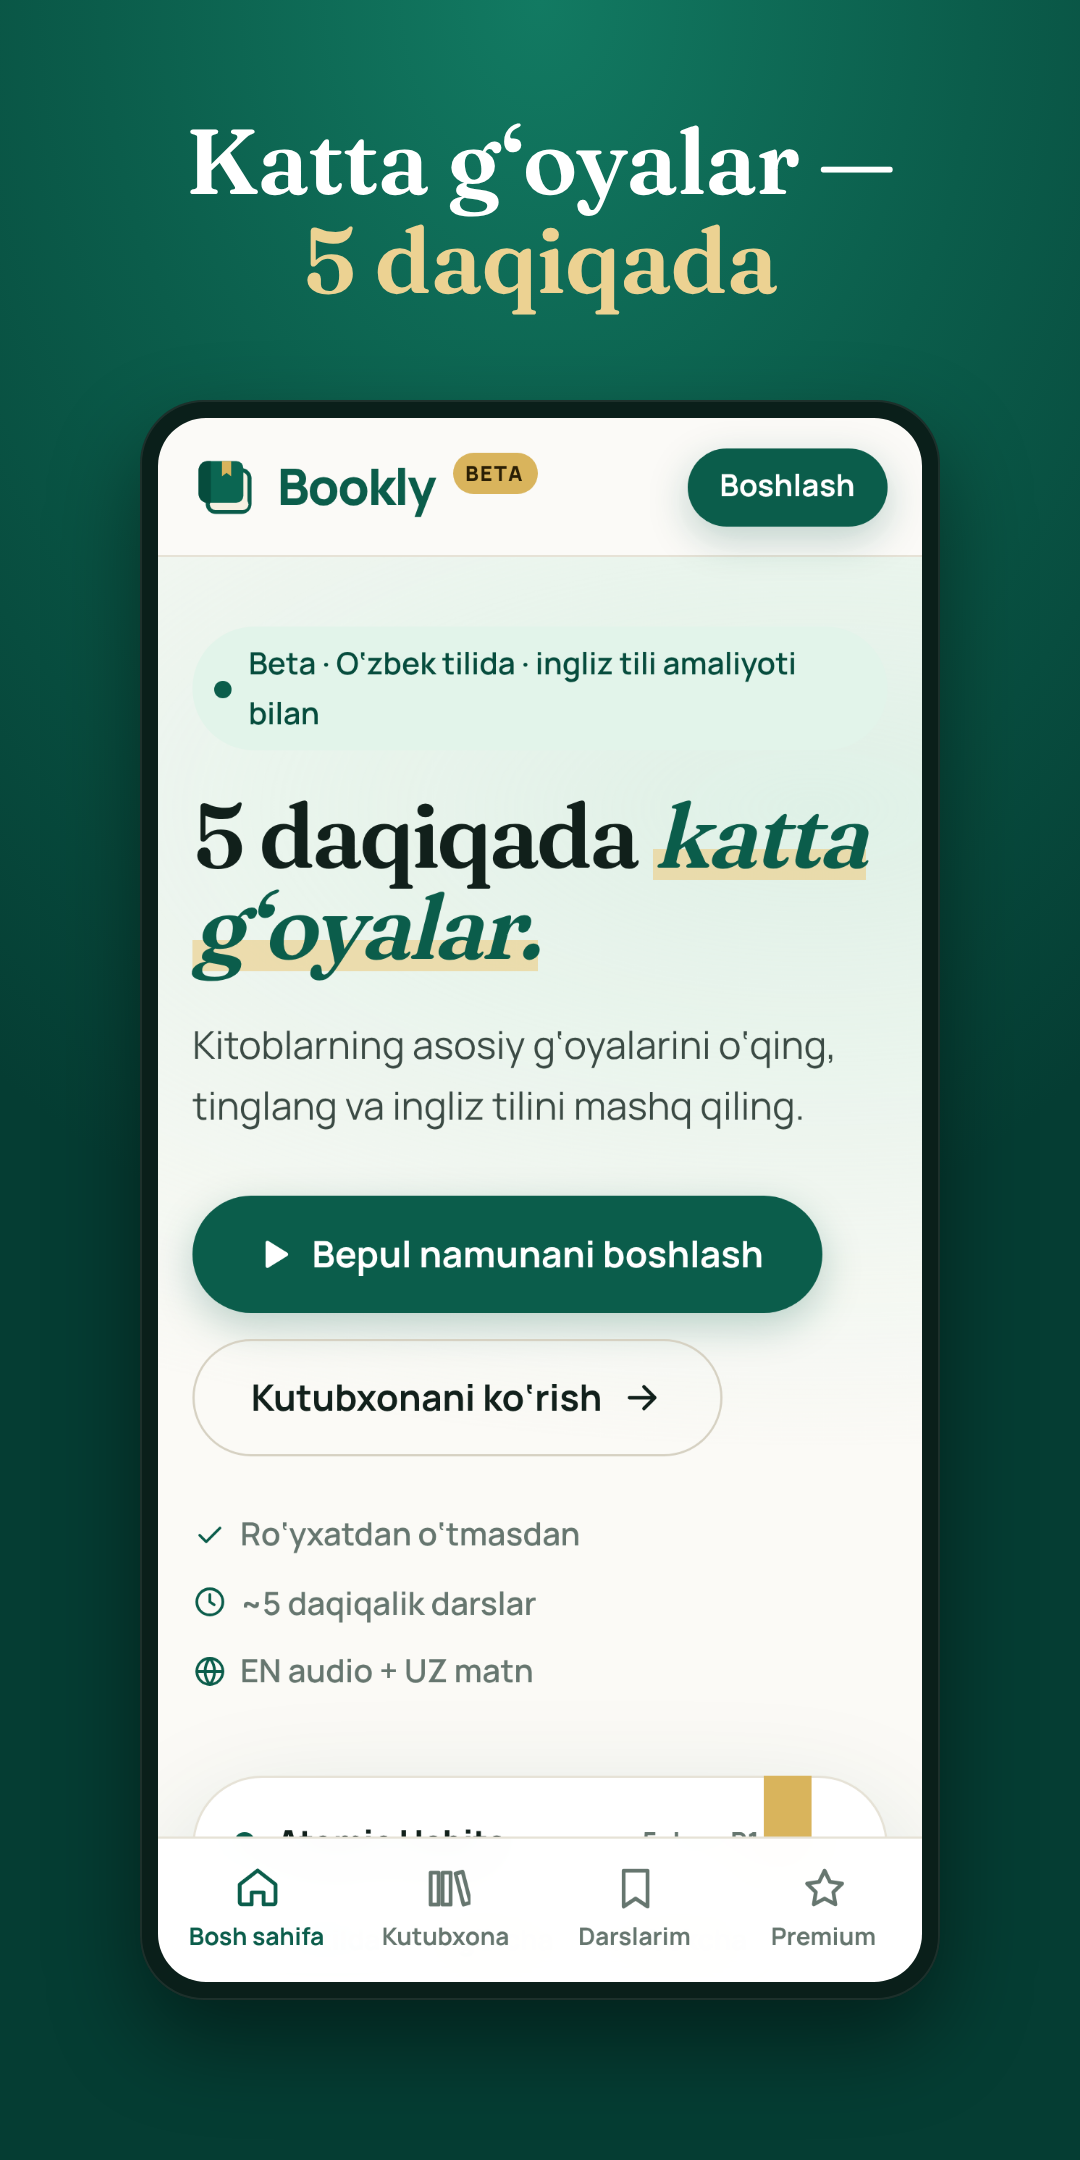 Katta g‘oyalar —
5 daqiqada
Bookly
BETA
Boshlash
Beta · O‘zbek tilida · ingliz tili amaliyoti
bilan
5 daqiqada katta
g‘oyalar.
Kitoblarning asosiy g‘oyalarini o‘qing,
tinglang va ingliz tilini mashq qiling.
Bepul namunani boshlash
Kutubxonani ko‘rish →
Ro‘yxatdan o‘tmasdan
~5 daqiqalik darslar
EN audio + UZ matn
Atomic Habits
Bosh sahifa
Kutubxona
Darslarim
Premium